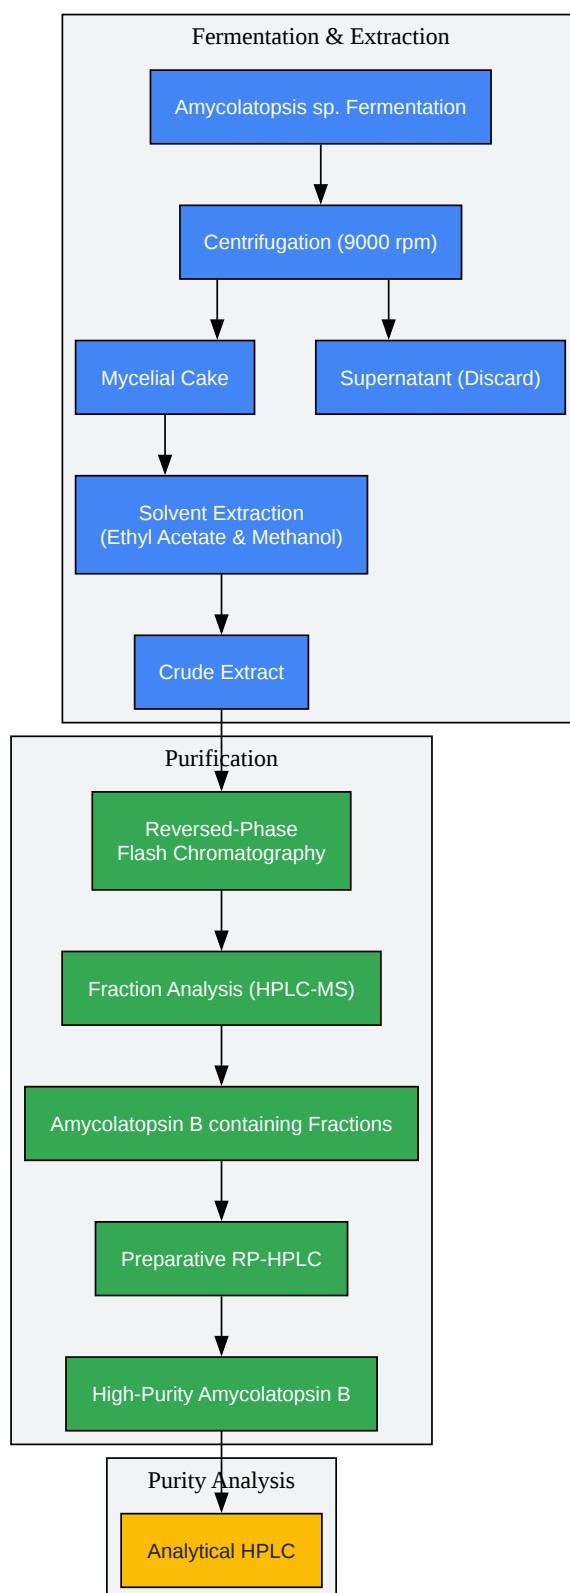 Fermentation & Extraction
Amycolatopsis sp. Fermentation
Centrifugation (9000 rpm)
Mycelial Cake
Supernatant (Discard)
Solvent Extraction
(Ethyl Acetate & Methanol)
Crude Extract
Purification
Reversed-Phase
Flash Chromatography
Fraction Analysis (HPLC-MS)
Amycolatopsin B containing Fractions
Preparative RP-HPLC
High-Purity Amycolatopsin B
Purity Analysis
Analytical HPLC